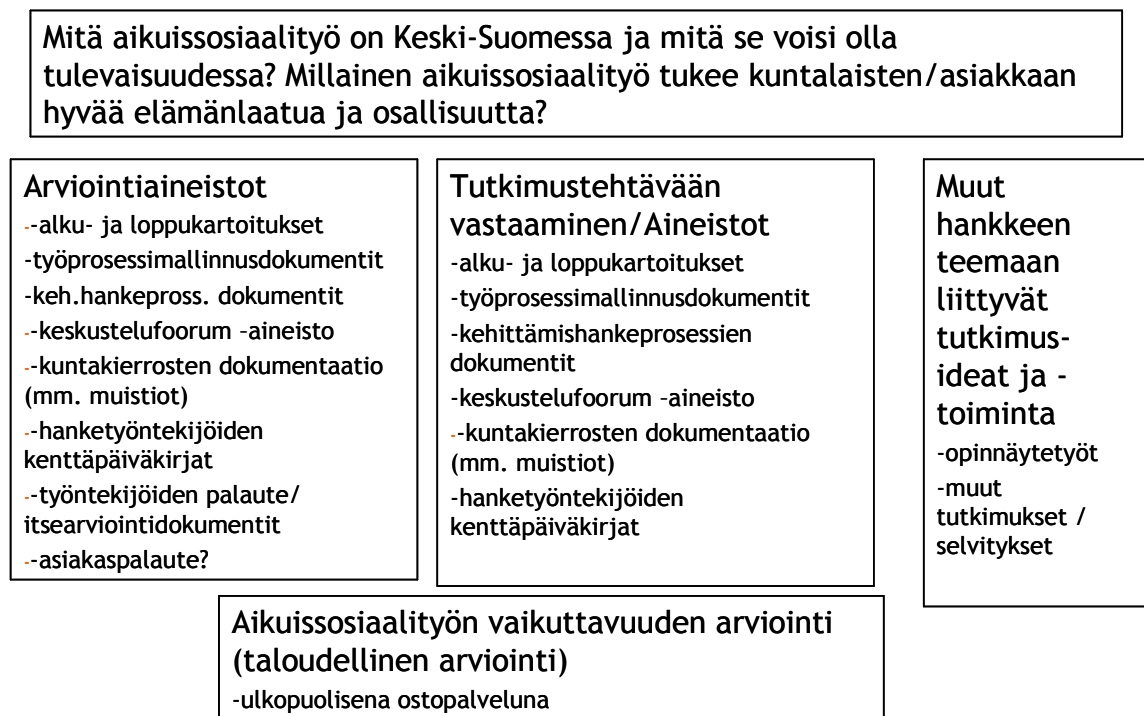 Mitä aikuissosiaalityö on Keski-Suomessa ja mitä se voisi olla
tulevaisuudessa? Millainen aikuissosiaalityö tukee kuntalaisten/asiakkaan
hyvää elämänlaatua ja osallisuutta?
Arviointiaineistot
--alku- ja loppukartoitukset
-työprosessimallinnusdokumentit
-keh.hankepross. dokumentit
--keskustelufoorum –aineisto
--kuntakierrosten dokumentaatio
(mm. muistiot)
--hanketyöntekijöiden
kenttäpäiväkirjat
--työntekijöiden palaute/
itsearviointidokumentit
--asiakaspalaute?
Tutkimustehtävään
vastaaminen/Aineistot
-alku- ja loppukartoitukset
-työprosessimallinnusdokumentit
-kehittämishankeprosessien
dokumentit
-keskustelufoorum –aineisto
--kuntakierrosten dokumentaatio
(mm. muistiot)
-hanketyöntekijöiden
kenttäpäiväkirjat
Muut
hankkeen
teemaan
liittyvät
tutkimus-
ideat ja -
toiminta
-opinnäytetyöt
-muut
tutkimukset /
selvitykset
Aikuissosiaalityön vaikuttavuuden arviointi
(taloudellinen arviointi)
-ulkopuolisena ostopalveluna